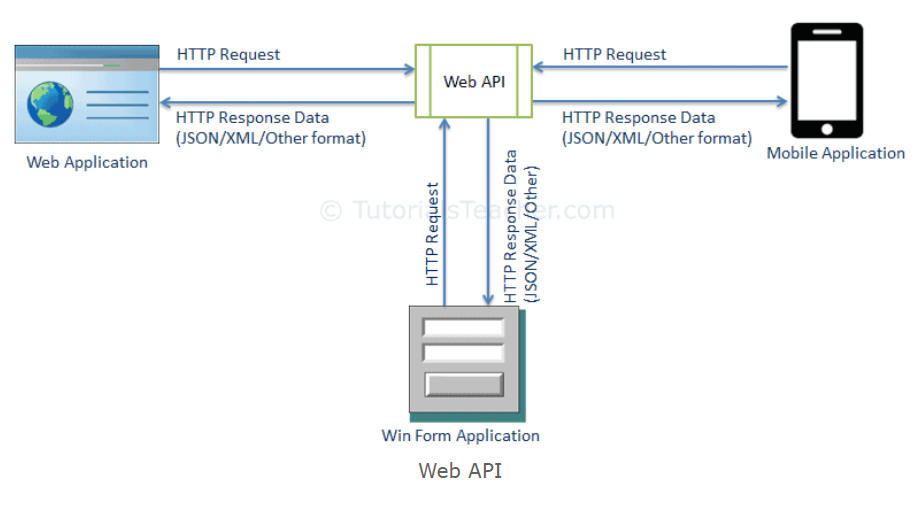 HTTP Request
HTTP Response Data
(JSON/XML/Other format)
Web Application
Web API
HTTP Request
HTTP Response Data
(JSON/XML/Other format)
Mobile Application
© TutorialsTeacher.com
HTTP Request
HTTP Response Data
(JSON/XML/Other)
Win Form Application
Web API